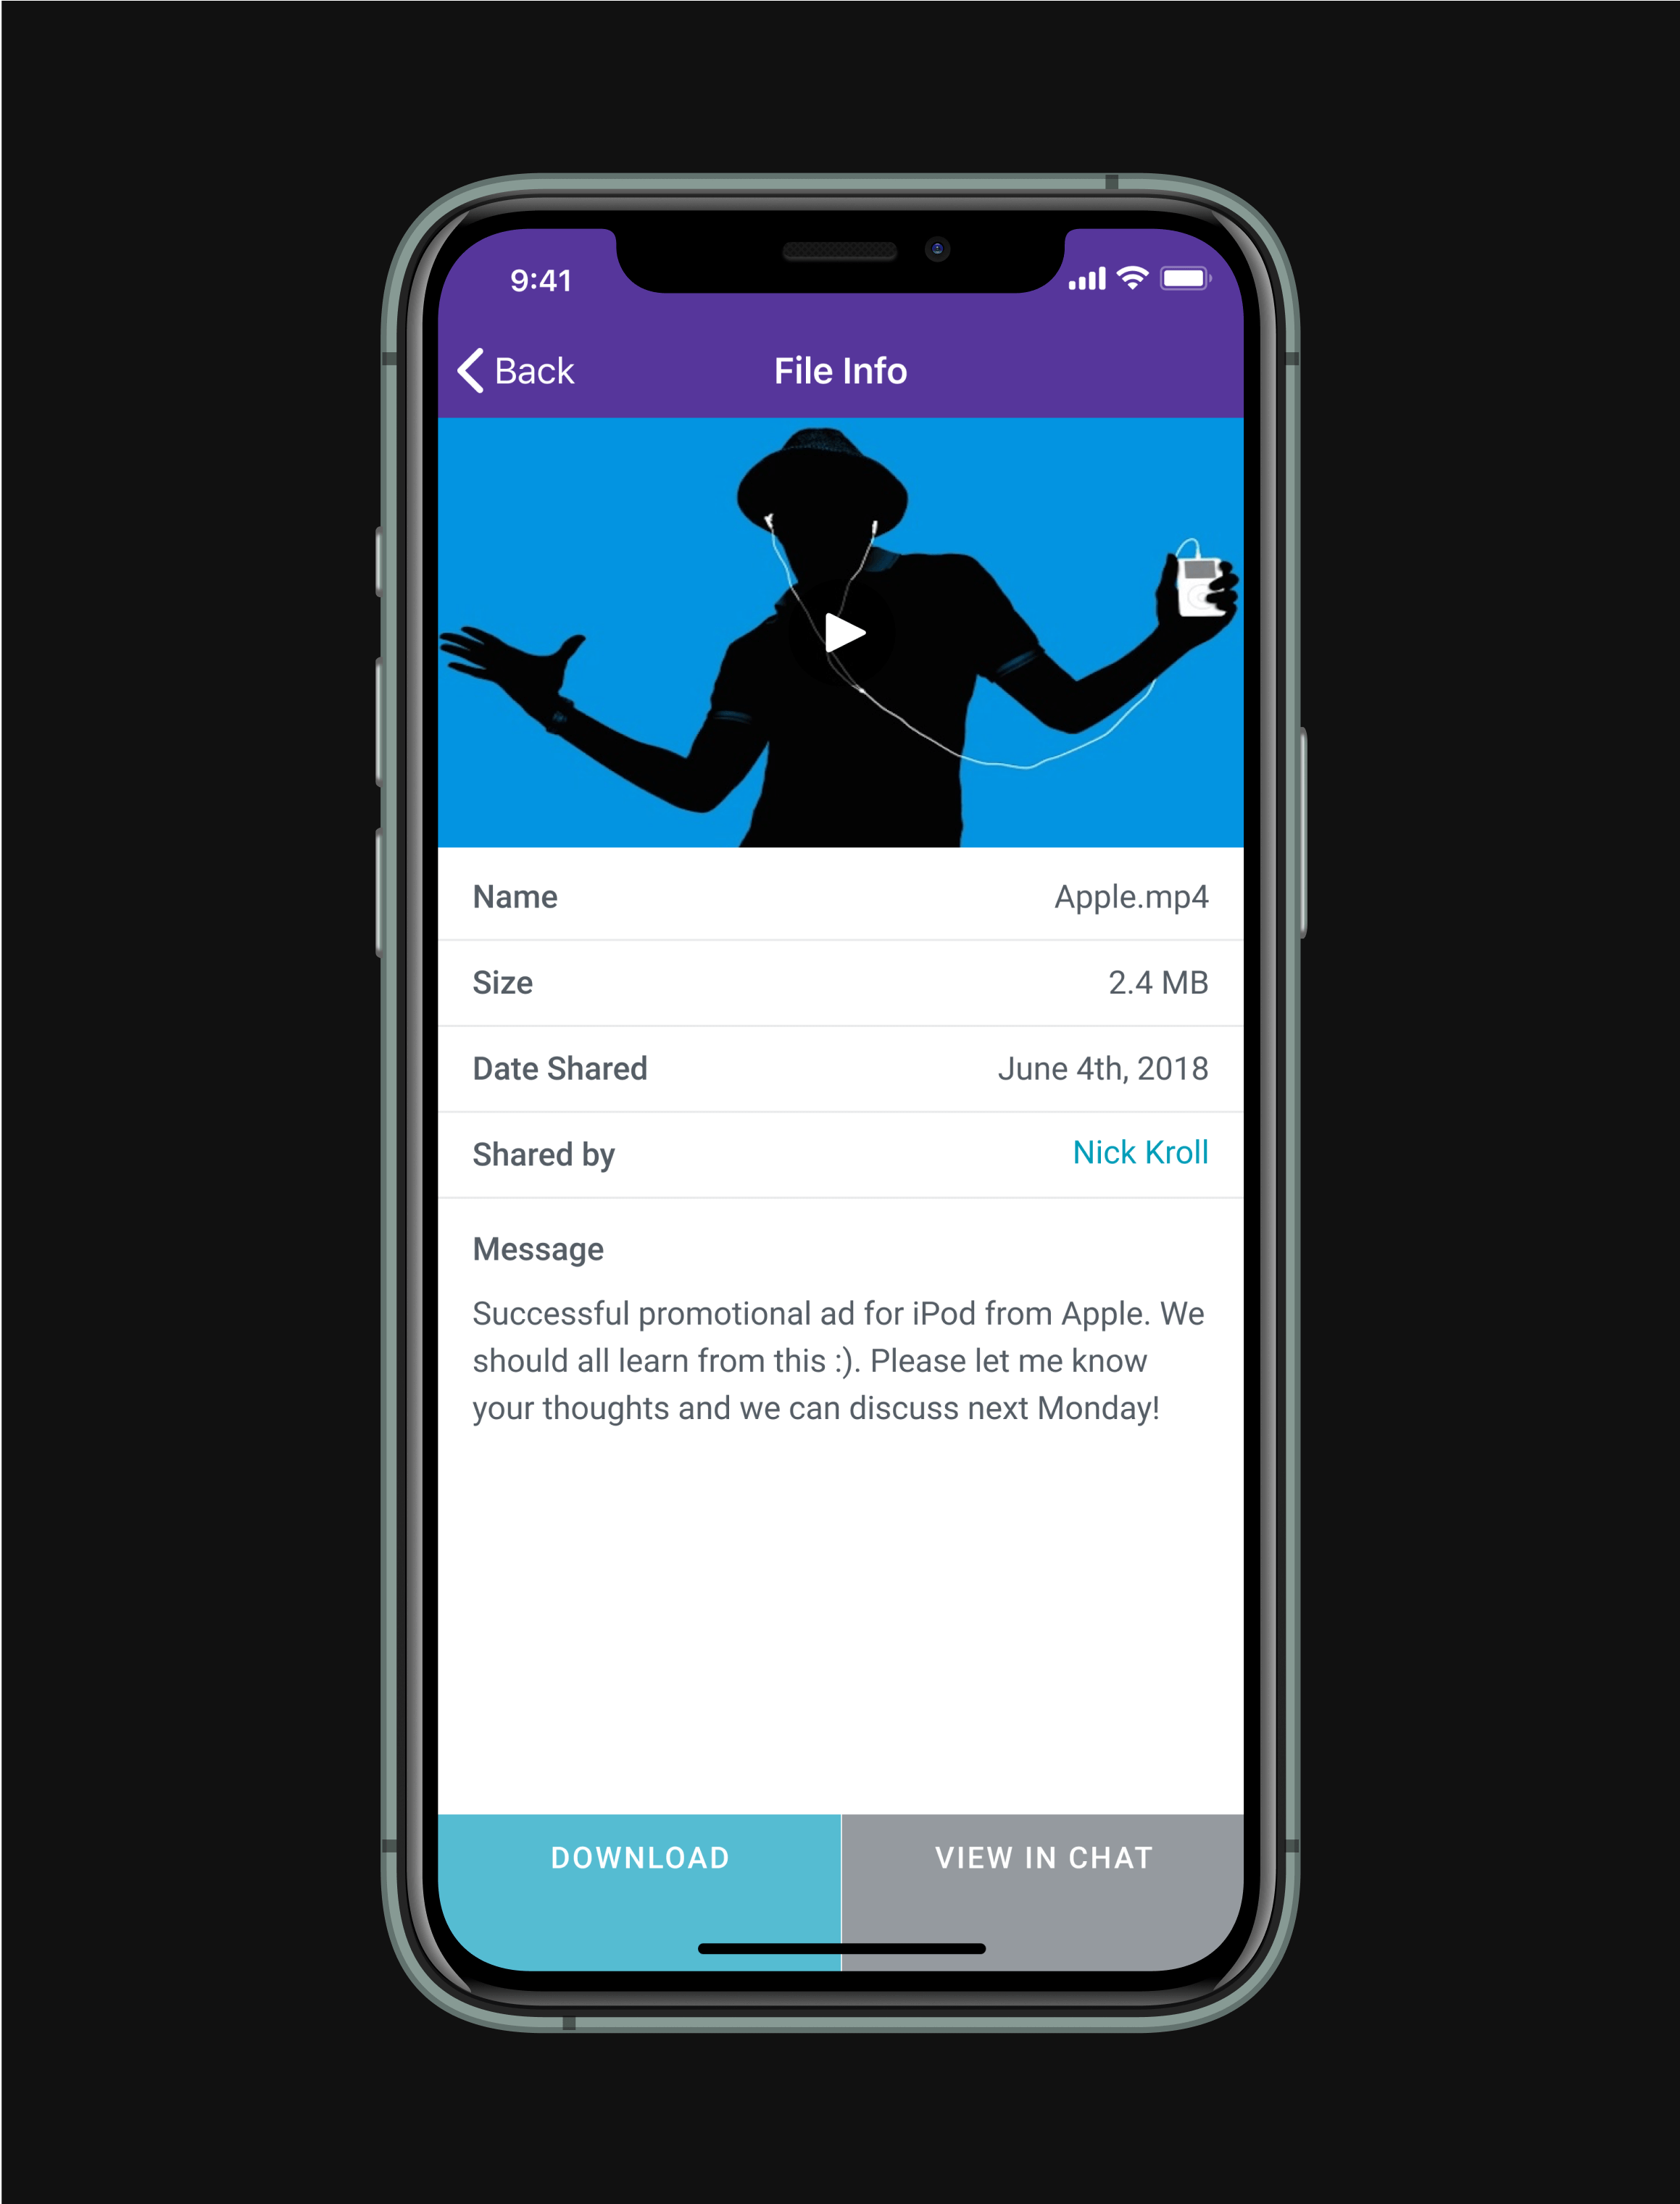 9:41
Back
File Info
Name
Apple.mp4
Size
2.4 MB
Date Shared
June 4th, 2018
Shared by
Nick Kroll
Message
Successful promotional ad for iPod from Apple. We
should all learn from this :). Please let me know
your thoughts and we can discuss next Monday!
DOWNLOAD
VIEW IN CHAT